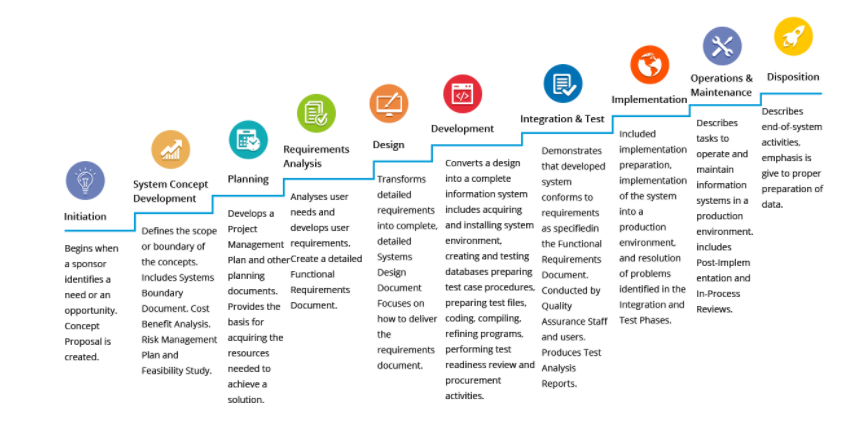 Initiation
Begins when
a sponsor
identifies a
need or an
opportunity.
Concept
Proposal is
created.
System Concept
Development
Defines the scope
or boundary of
the concepts.
Includes Systems
Boundary
Document. Cost
Benefit Analysis.
Risk Management
Plan and
Feasibility Study.
Planning
Develops a
Project
Management
Plan and other
planning
documents.
Provides the
basis for
acquiring the
resources
needed to
achieve a
solution.
Requirements
Analysis
Analyses user
needs and
develops user
requirements.
Create a detailed
Functional
Requirements
Document.
Design
Transforms
detailed
requirements
into complete,
detailed
Systems
Design
Document
Focuses on
how to deliver
the
requirements
document.
Development
Converts a design
into a complete
information system
includes acquiring
and installing system
environment,
creating and testing
databases preparing
test case procedures,
preparing test files,
coding, compiling,
refining programs,
performing test
readiness review and
procurement
activities.
Integration & Test
Demonstrates
that developed
system
conforms to
requirements
as specifiedin
the Functional
Requirements
Document.
Conducted by
Quality
Assurance Staff
and users.
Produces Test
Analysis
Reports.
Implementation
Included
implementation
preparation,
implementation
of the system
into a
production
environment,
and resolution
of problems
identified in the
Integration and
Test Phases.
Operations &
Maintenance
Describes
tasks to
operate and
maintain
information
systems in a
production
environment.
includes
Post-Implem
entation and
In-Process
Reviews.
Disposition
Describes
end-of-system
activities,
emphasis is
give to proper
preparation of
data.